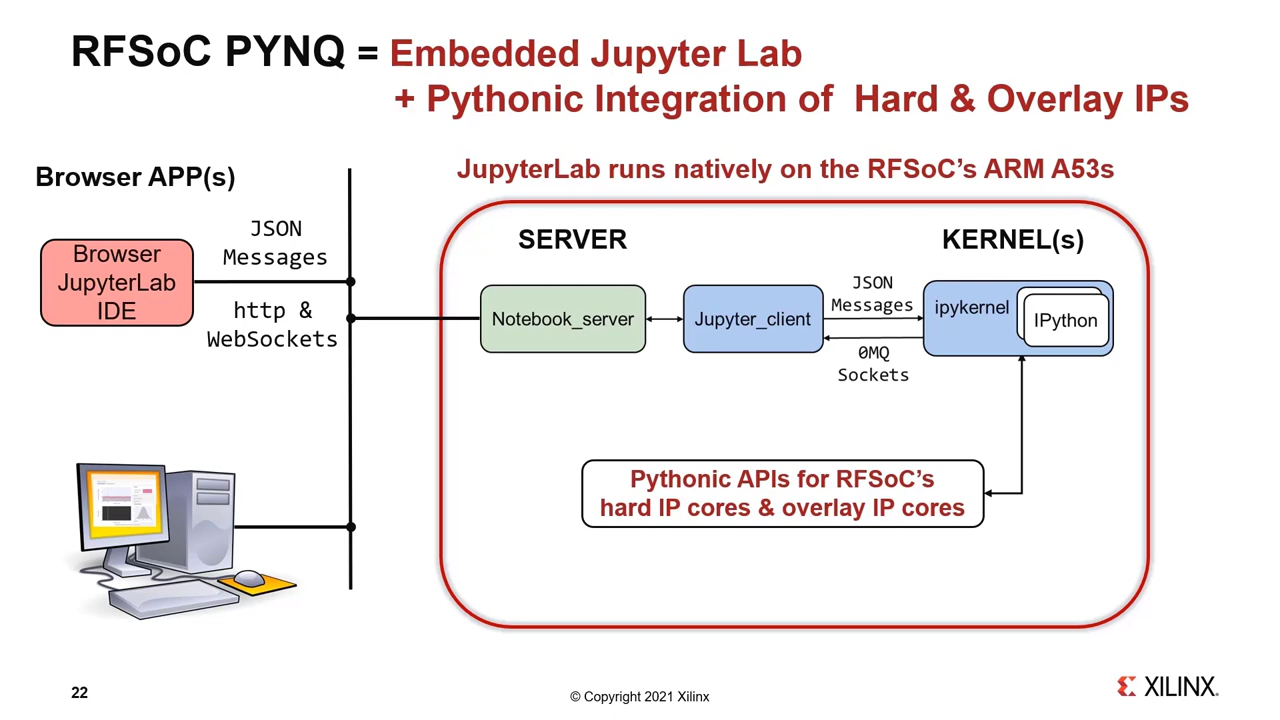 RFSoC PYNQ = Embedded Jupyter Lab
+ Pythonic Integration of Hard & Overlay IPs
JupyterLab runs natively on the RFSoC's ARM A53s
Browser APP(s)
JSON
Messages
Browser
JupyterLab
IDE
http &
WebSockets
SERVER
KERNEL(s)
Notebook_server
Jupyter_client
JSON
Messages
0MQ
Sockets
ipykernel
IPython
Pythonic APIs for RFSoC's
hard IP cores & overlay IP cores
22
© Copyright 2021 Xilinx
XILINX.